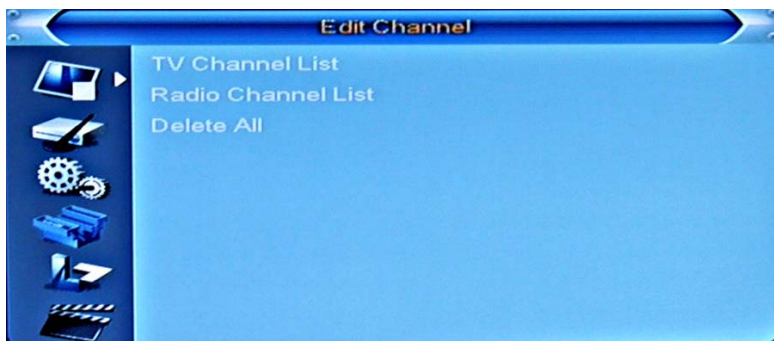 Edit Channel
TV Channel List
Radio Channel List
Delete All